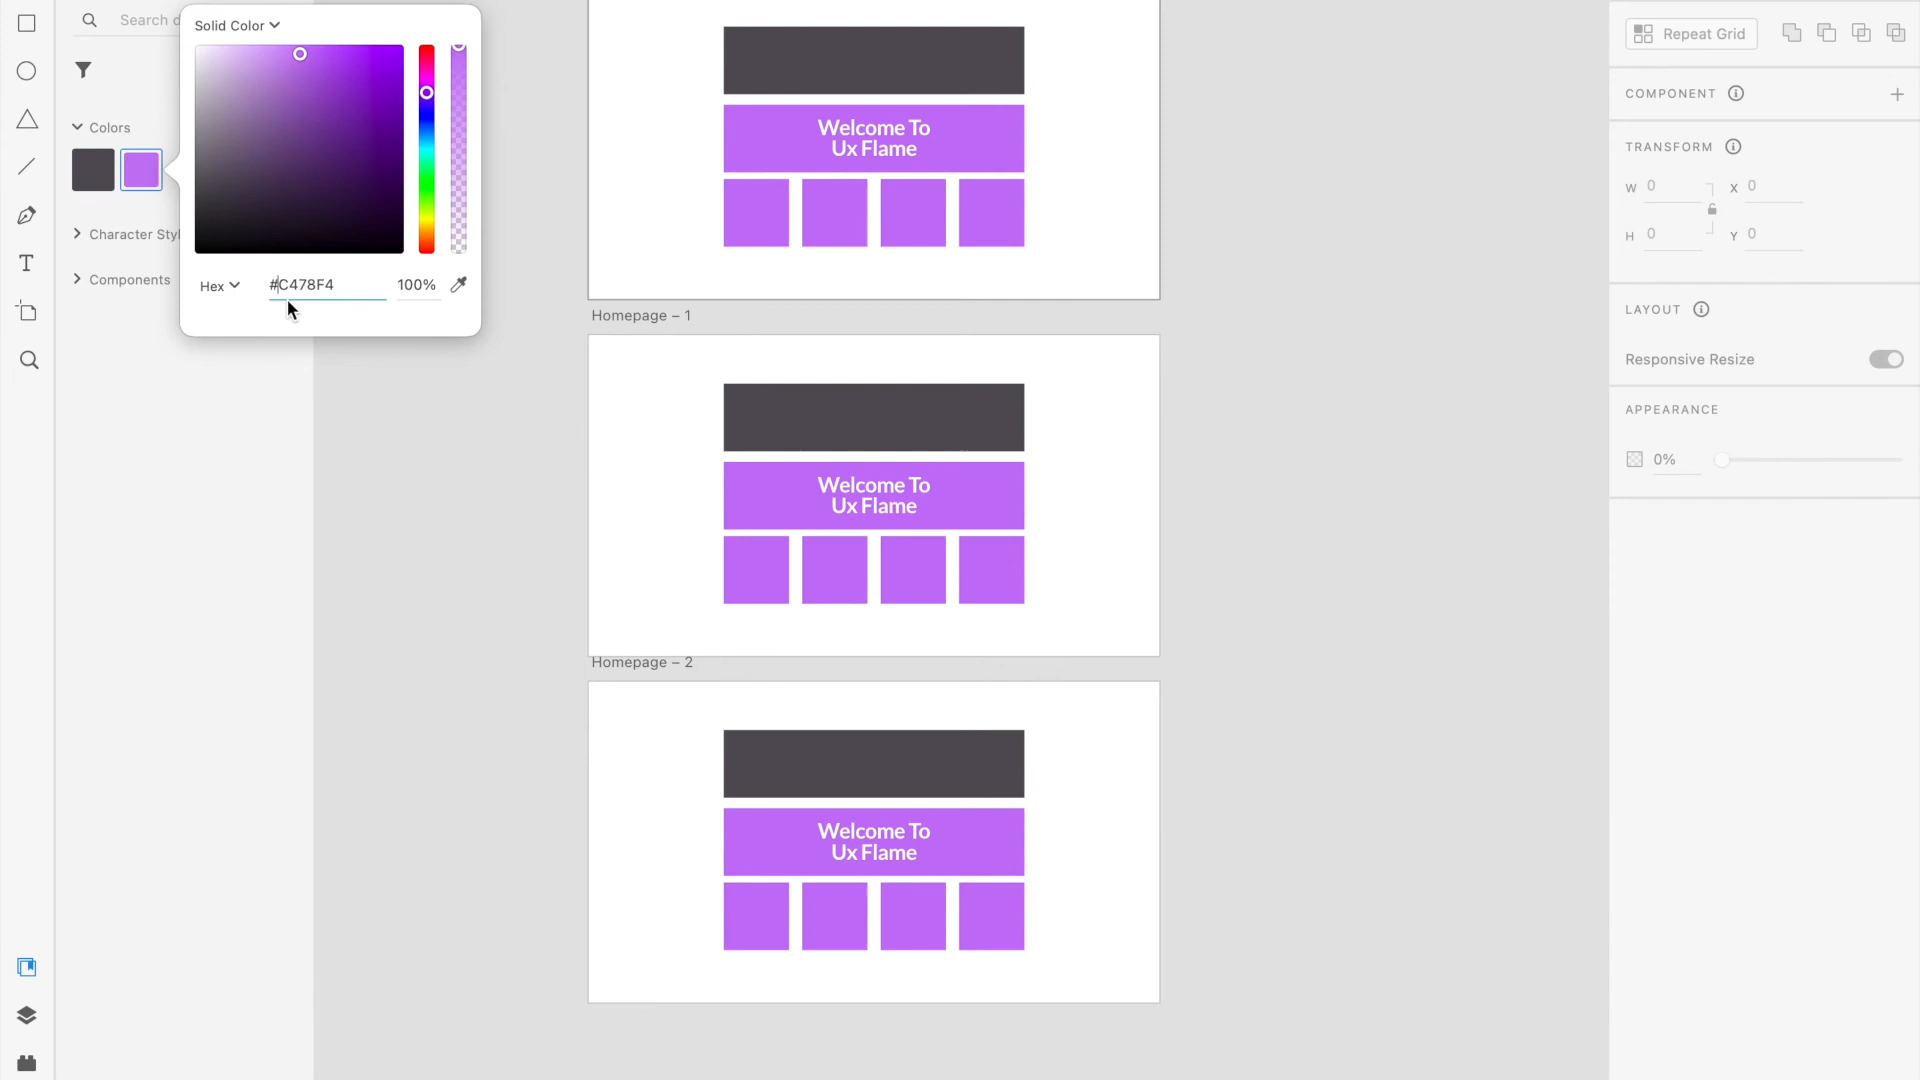 Search
Solid Color
Colors
Character Styl
Components
Hex
#C478F4
100%
Welcome To
Ux Flame
Homepage – 1
Welcome To
Ux Flame
Homepage – 2
Welcome To
Ux Flame
Repeat Grid
COMPONENT
TRANSFORM
W 0
X 0
H 0
Y 0
LAYOUT
Responsive Resize
APPEARANCE
0%
T